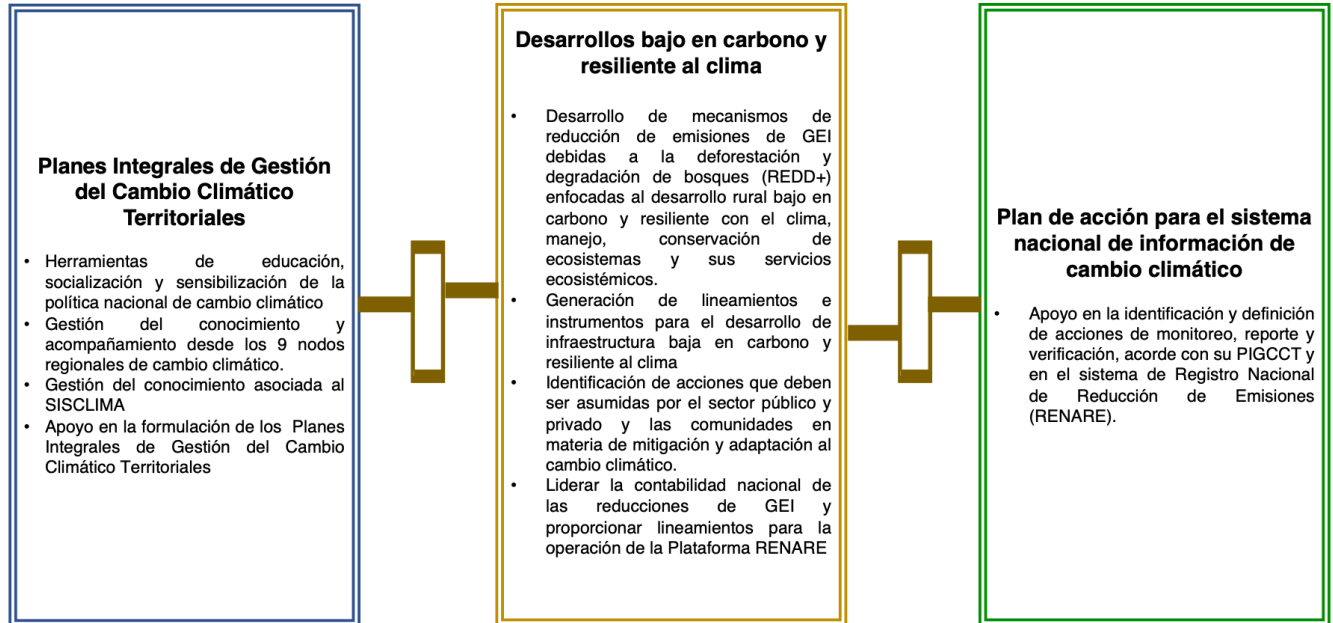 Planes Integrales de Gestión
del Cambio Climático
Territoriales
• Herramientas de educación,
socialización y sensibilización de la
política nacional de cambio climático
• Gestión del conocimiento y
acompañamiento desde los 9 nodos
regionales de cambio climático.
• Gestión del conocimiento asociada al
SISCLIMA
• Apoyo en la formulación de los Planes
Integrales de Gestión del Cambio
Climático Territoriales
Desarrollos bajo en carbono y
resiliente al clima
• Desarrollo de mecanismos de
reducción de emisiones de GEI
debidas a la deforestación y
degradación de bosques (REDD+)
enfocadas al desarrollo rural bajo en
carbono y resiliente con el clima,
manejo, conservación de
ecosistemas y sus servicios
ecosistémicos.
• Generación de lineamientos e
instrumentos para el desarrollo de
infraestructura baja en carbono y
resiliente al clima
• Identificación de acciones que deben
ser asumidas por el sector público y
privado y las comunidades en
materia de mitigación y adaptación al
cambio climático.
• Liderar la contabilidad nacional de
las reducciones de GEI y
proporcionar lineamientos para la
operación de la Plataforma RENARE
Plan de acción para el sistema
nacional de información de
cambio climático
• Apoyo en la identificación y definición
de acciones de monitoreo, reporte y
verificación, acorde con su PIGCCT y
en el sistema de Registro Nacional
de Reducción de Emisiones
(RENARE).